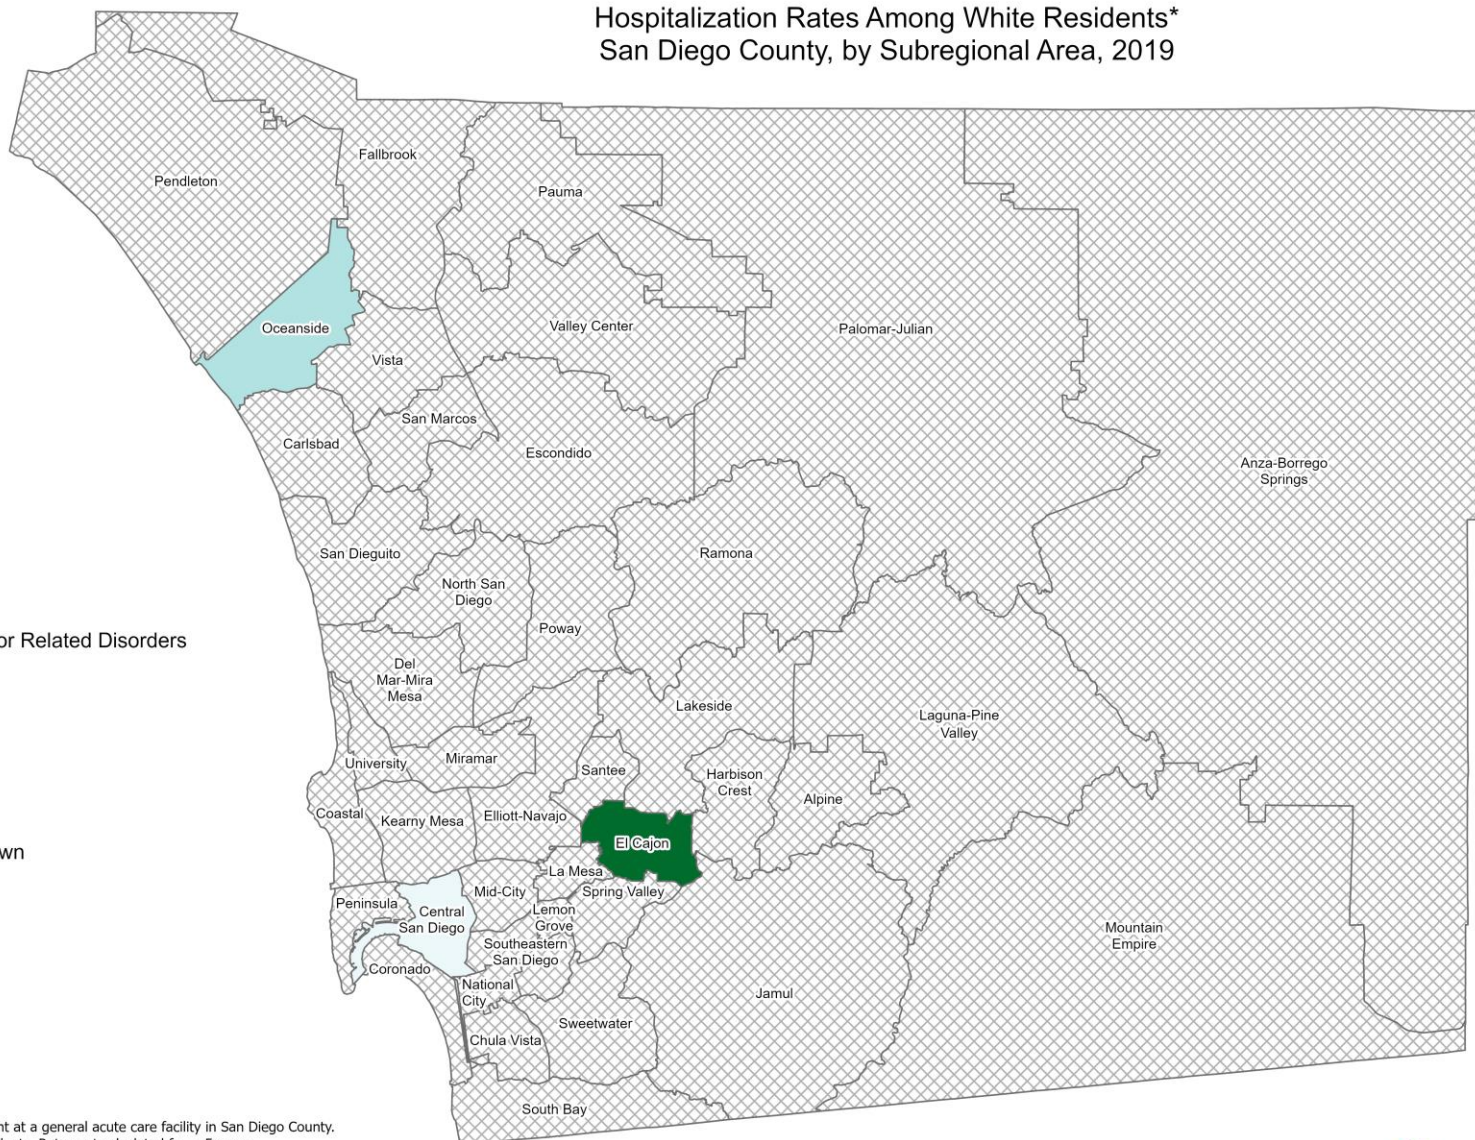 Hospitalization Rates Among White Residents*
San Diego County, by Subregional Area, 2019
Fallbrook
Pendleton
Pauma
Oceanside
Valley Center
Palomar-Julian
Vista
San Marcos
Carlsbad
Escondido
Anza-Borrego
Springs
San Dieguito
Ramona
North San
Diego
Poway
or Related Disorders
Del
Mar-Mira
Mesa
Lakeside
Laguna-Pine
Valley
University
Miramar
Santee
Harbison
Crest
Alpine
Coastal
Kearny Mesa
Elliott-Navajo
El Cajon
wn
La Mesa
Mid-City
Spring Valley
Peninsula
Central
San Diego
Lemon
Grove
Southeastern
San Diego
Mountain
Empire
Coronado
National
City
Jamul
Sweetwater
Chula Vista
South Bay
nt at a general acute care facility in San Diego County.